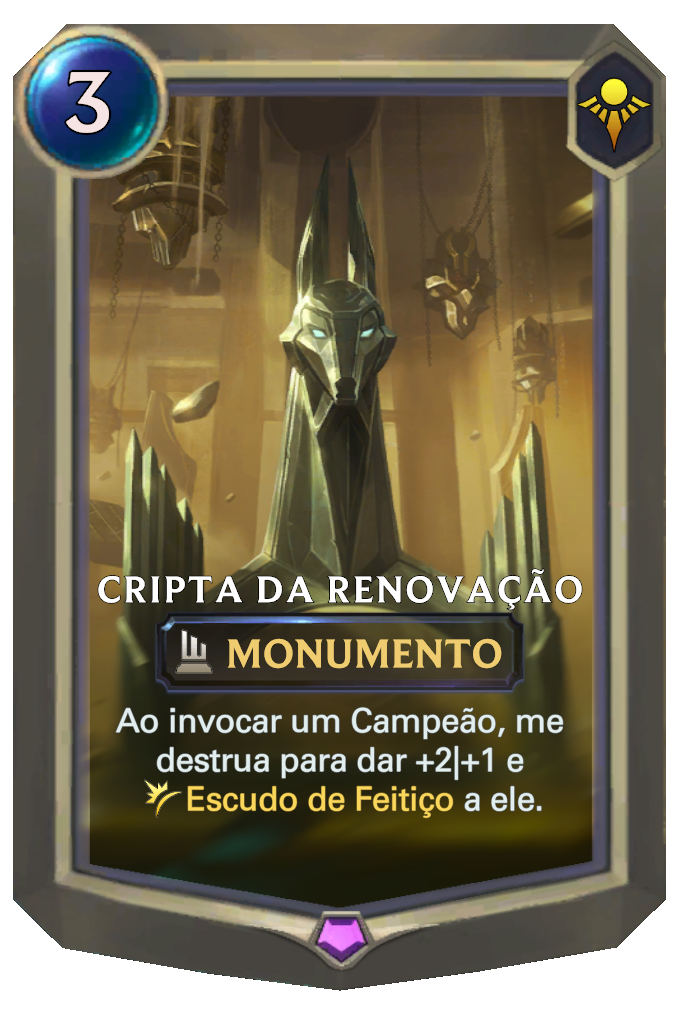 3
CRIPTA DA RENOVAÇÃO
MONUMENTO
Ao invocar um Campeão, me
destrua para dar +2|+1 e
Escudo de Feitiço a ele.